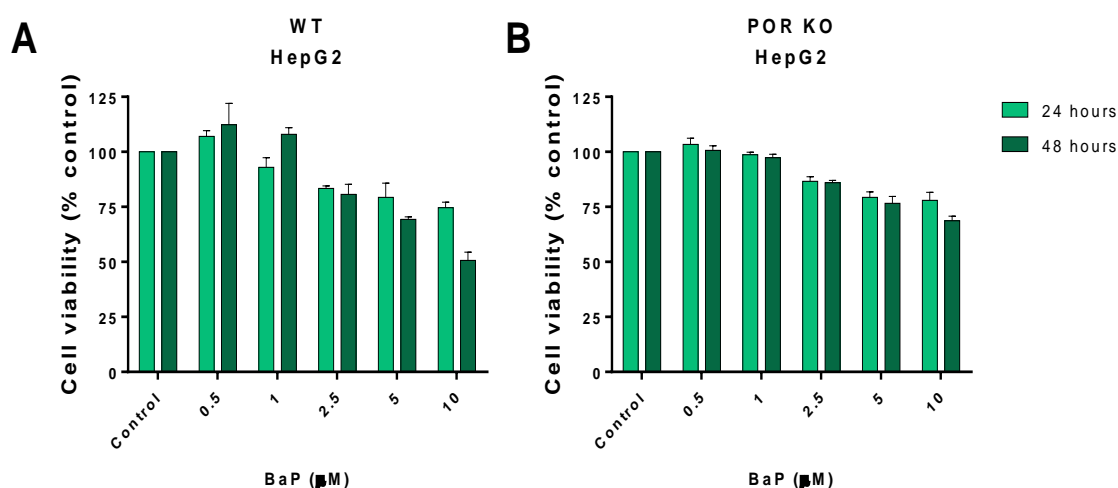 A
WT
HepG2
Cell viability (% control)
125
100
75
50
25
0
Control
0.5
1
2.5
5
10
BaP (μM)
B
POR KO
HepG2
Cell viability (% control)
125
100
75
50
25
0
Control
0.5
1
2.5
5
10
BaP (μM)
24 hours
48 hours